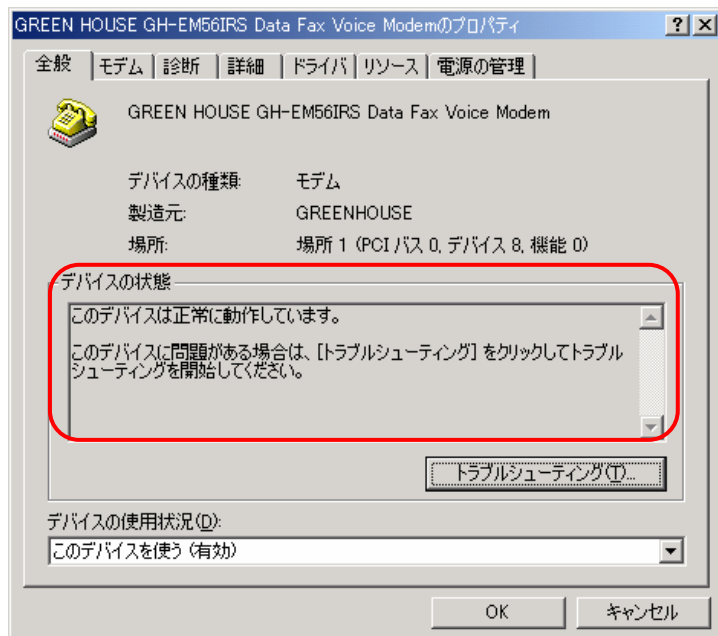 GREEN HOUSE GH-EM56IRS Data Fax Voice Modemのプロパティ
全般 モデム 診断 詳細 ドライバ リソース 電源の管理
GREEN HOUSE GH-EM56IRS Data Fax Voice Modem
デバイスの種類: モデム
製造元: GREENHOUSE
場所: 場所 1 (PCI バス 0, デバイス 8, 機能 0)
デバイスの状態
このデバイスは正常に動作しています。
このデバイスに問題がある場合は、[トラブルシューティング] をクリックしてトラブル
シューティングを開始してください。
トラブルシューティング(T)...
デバイスの使用状況(D):
このデバイスを使う (有効)
OK キャンセル